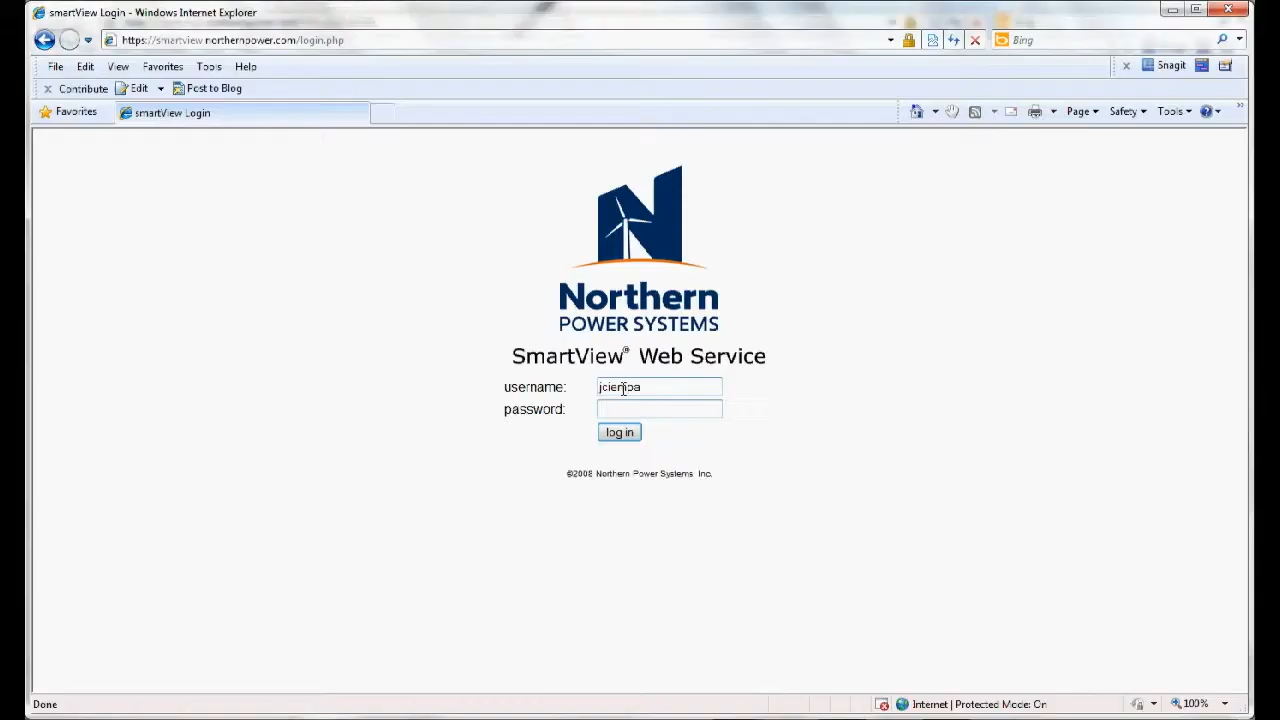 smartView Login - Windows Internet Explorer
https://smartview.northernpower.com/login.php
Bing
File Edit View Favorites Tools Help
Snagit
Contribute Edit Post to Blog
Favorites smartView Login
Page Safety Tools
Northern
POWER SYSTEMS
SmartView® Web Service
username:
password:
log in
©2008 Northern Power Systems, Inc.
Done Internet | Protected Mode: On 100%